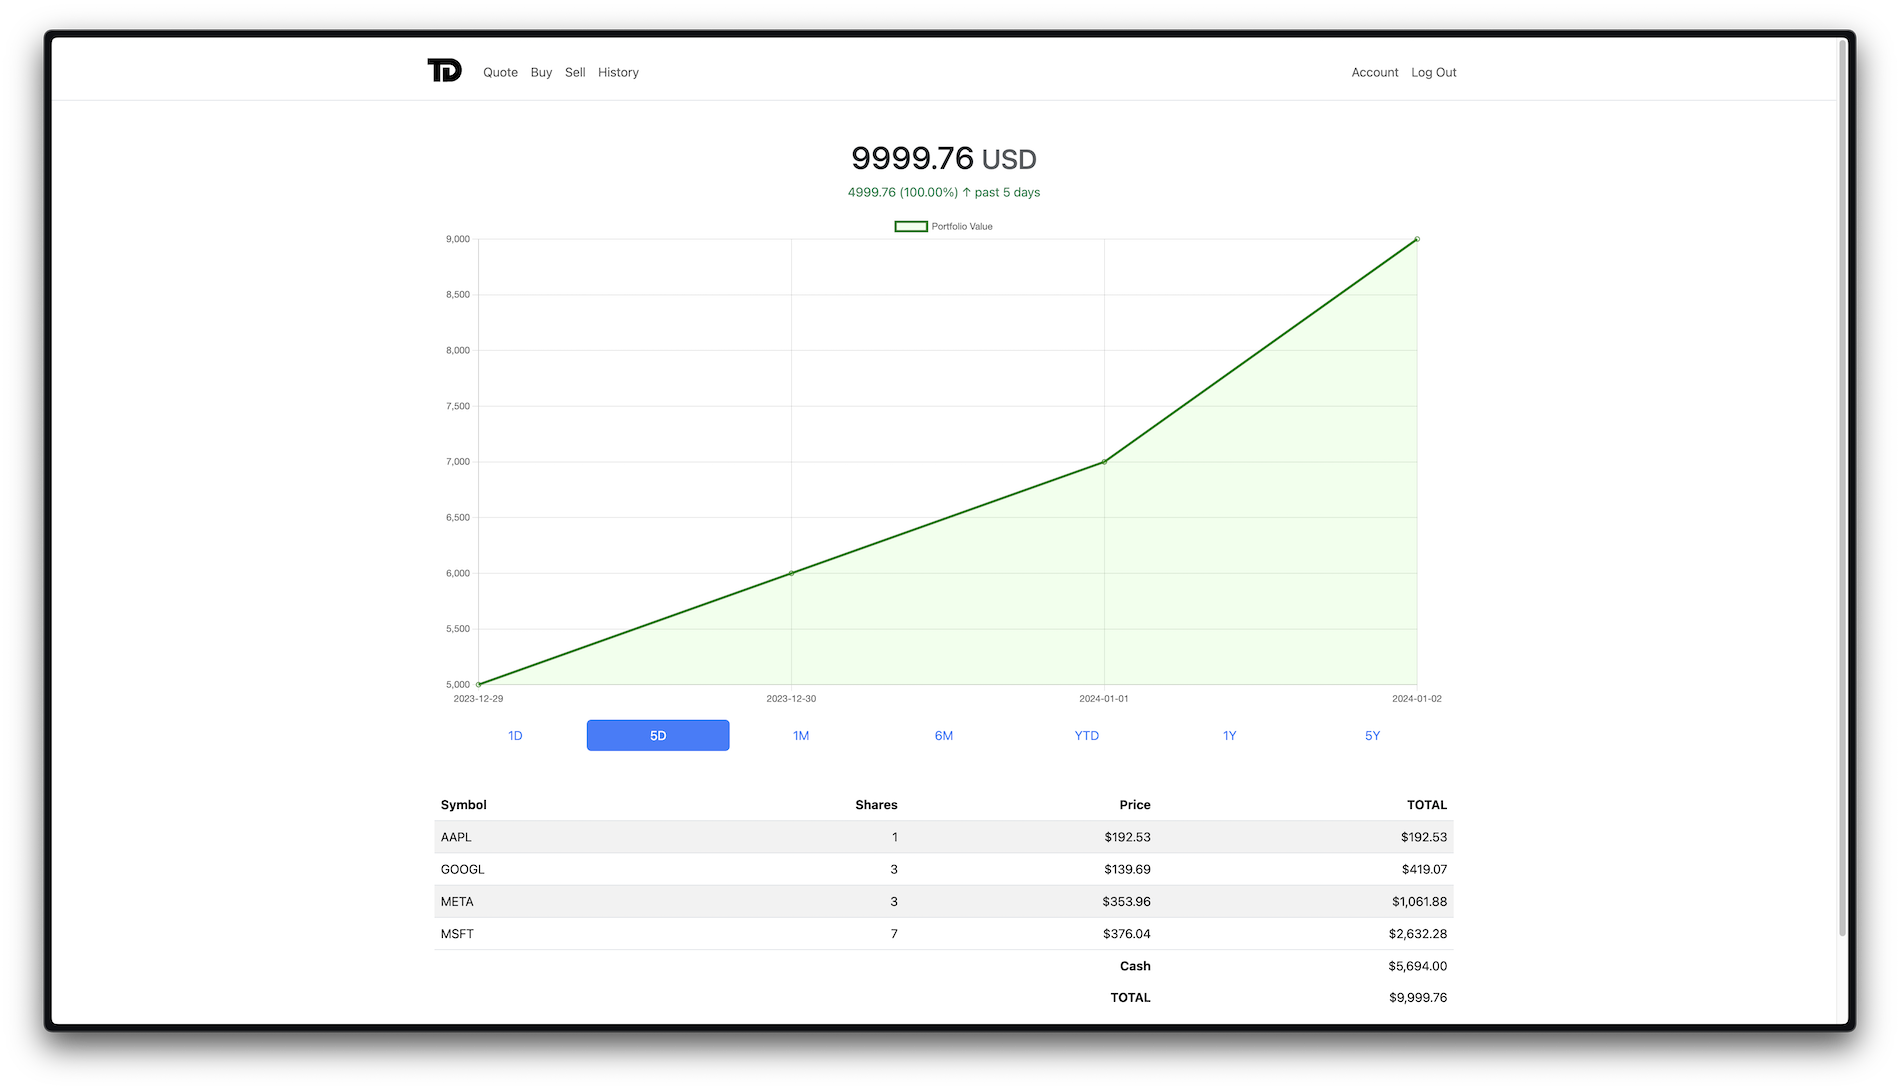 TD Quote Buy Sell History Account Log Out
9999.76 USD
4999.76 (100.00%) ↑ past 5 days
Portfolio Value
9,000
8,500
8,000
7,500
7,000
6,500
6,000
5,500
5,000
2023-12-29 2023-12-30 2024-01-01 2024-01-02
1D 5D 1M 6M YTD 1Y 5Y
Symbol Shares Price TOTAL
AAPL 1 $192.53 $192.53
GOOGL 3 $139.69 $419.07
META 3 $353.96 $1,061.88
MSFT 7 $376.04 $2,632.28
Cash $5,694.00
TOTAL $9,999.76